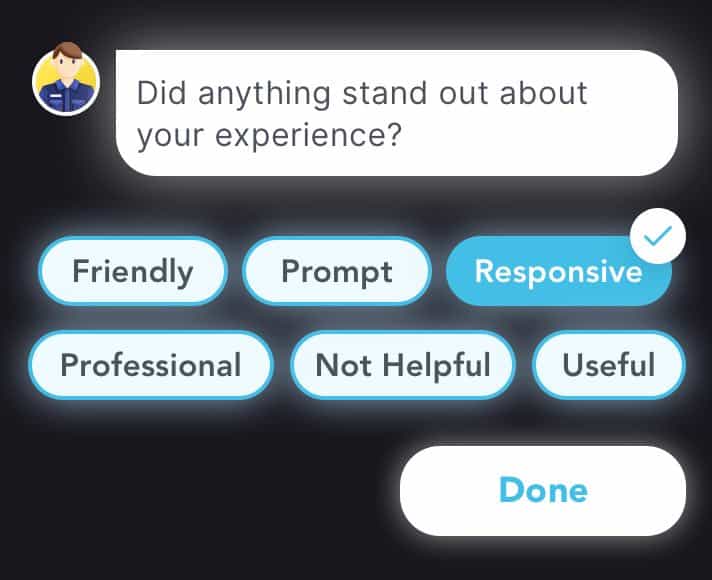 Did anything stand out about
your experience?
Friendly Prompt Responsive
Professional Not Helpful Useful
Done